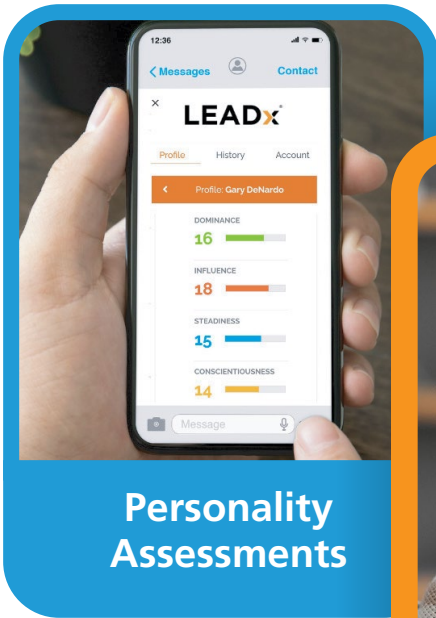 12:36
Messages
Contact
×
LEADx
Profile History Account
Profile: Gary DeNardo
DOMINANCE
16
INFLUENCE
18
STEADINESS
15
CONSCIENTIOUSNESS
14
Message
Personality
Assessments